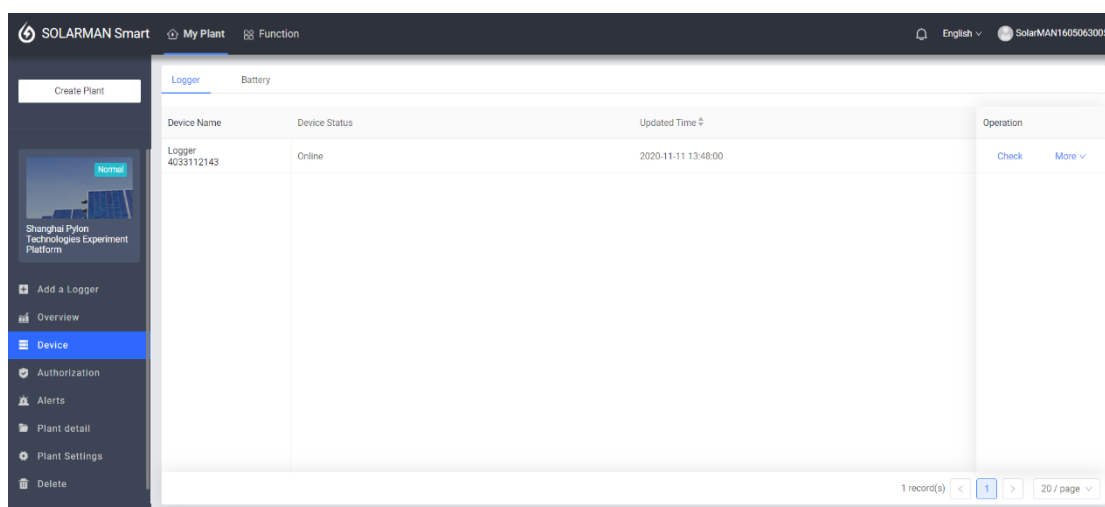 SOLARMAN Smart My Plant Function English SolarMAN160506300
Create Plant
Logger Battery
Device Name Device Status Updated Time Operation
Logger
4033112143 Online 2020-11-11 13:48:00 Check More
Normal
Shanghai Pylon
Technologies Experiment
Platform
Add a Logger
Overview
Device
Authorization
Alerts
Plant detail
Plant Settings
Delete
1 record(s) < 1 > 20 / page